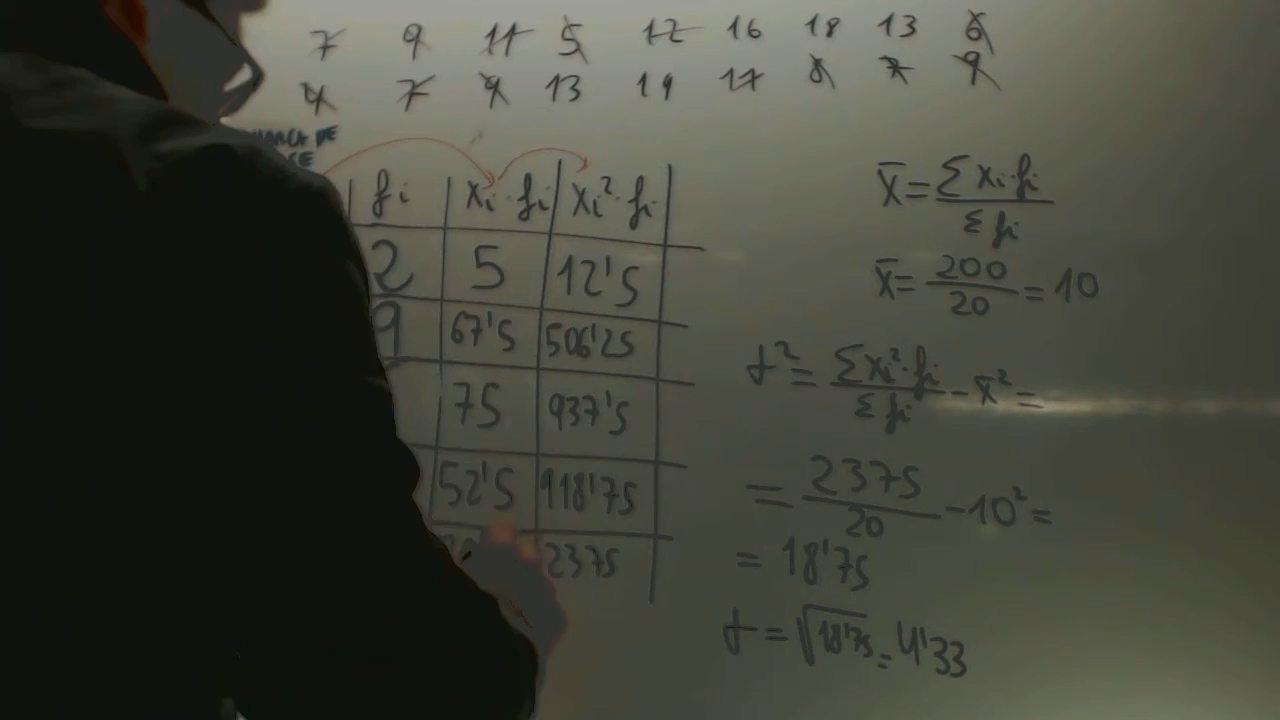 7 9 11 5 12 16 18 13 6
4 7 9 13 19 17 8 7 9
MARCA DE
fi | xi·fi | xi²·fi
2 | 5 | 12'5
9 | 67'5 | 506'25
75 | 937'5
52'5 | 918'75
2375
x̄ = Σxi·fi / Σfi
x̄ = 200 / 20 = 10
σ² = Σxi²·fi / Σfi - x̄² =
= 2375 / 20 - 10² =
= 18'75
σ = √18'75 = 4'33